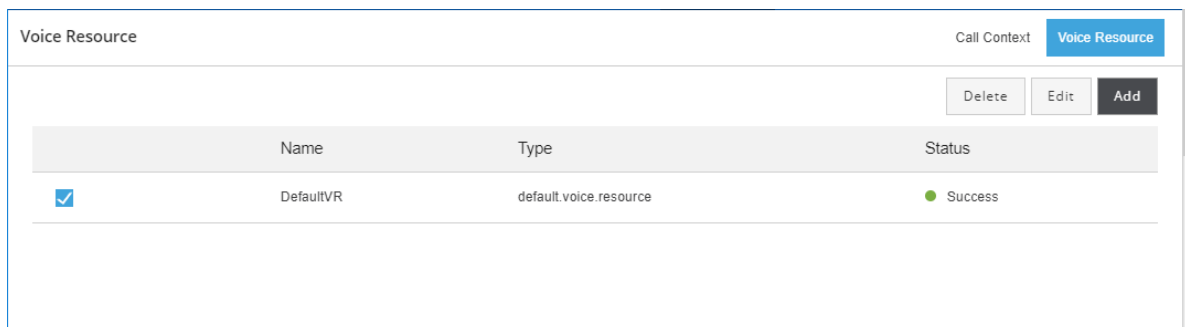 Voice Resource Call Context Voice Resource
Delete Edit Add
Name Type Status
DefaultVR default.voice.resource Success